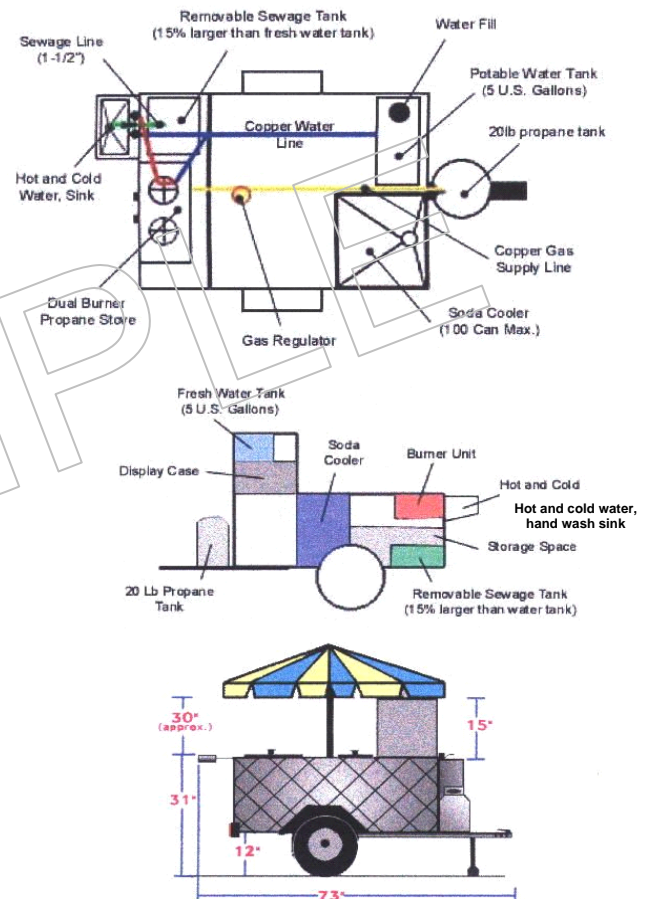 Removable Sewage Tank
(15% larger than fresh water tank)
Water Fill
Sewage Line
(1-1/2")
Potable Water Tank
(5 U.S. Gallons)
Copper Water
Line
20lb propane tank
Hot and Cold
Water, Sink
Copper Gas
Supply Line
Dual Burner
Propane Stove
Gas Regulator
Soda Cooler
(100 Can Max.)
Fresh Water Tank
(5 U.S. Gallons)
Soda
Cooler
Burner Unit
Display Case
Hot and Cold
Hot and cold water,
hand wash sink
Storage Space
20 Lb Propane
Tank
Removable Sewage Tank
(15% larger than water tank)
30"
(approx.)
15"
31"
12"
73"
MPLE